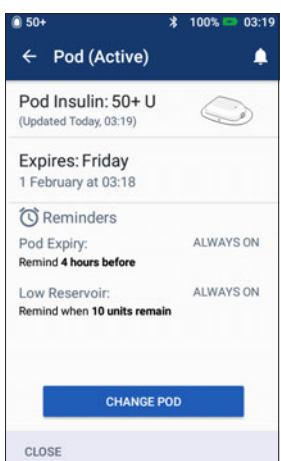 50+ 100% 03:19
Pod (Active)
Pod Insulin: 50+ U
(Updated Today, 03:19)
Expires: Friday
1 February at 03:18
Reminders
Pod Expiry: ALWAYS ON
Remind 4 hours before
Low Reservoir: ALWAYS ON
Remind when 10 units remain
CHANGE POD
CLOSE